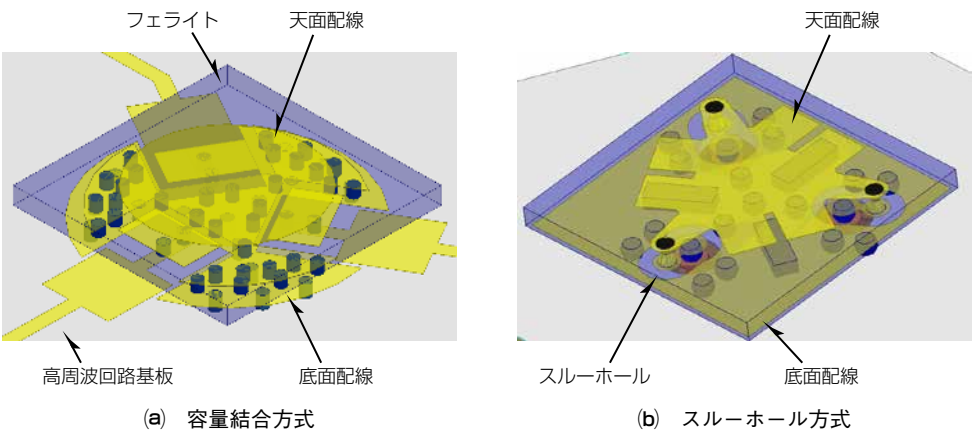 フェライト
天面配線
天面配線
高周波回路基板
底面配線
スルーホール
底面配線
(a) 容量結合方式
(b) スルーホール方式